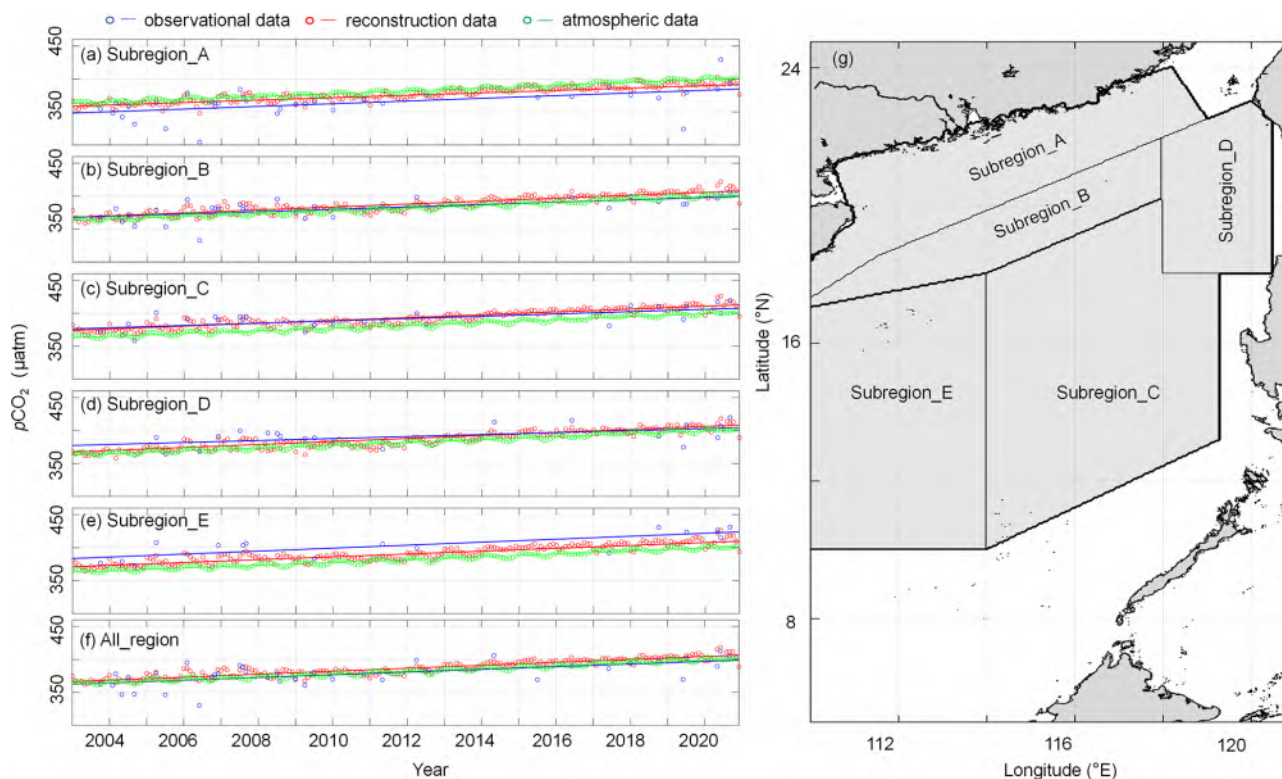 observational data reconstruction data atmospheric data
(a) Subregion_A
450
350
(b) Subregion_B
450
350
(c) Subregion_C
450
350
(d) Subregion_D
450
350
(e) Subregion_E
450
350
(f) All_region
450
350
pCO₂ (μatm)
2004 2006 2008 2010 2012 2014 2016 2018 2020
Year
(g)
24
16
8
Latitude (°N)
Subregion_A
Subregion_B
Subregion_D
Subregion_E
Subregion_C
112 116 120
Longitude (°E)